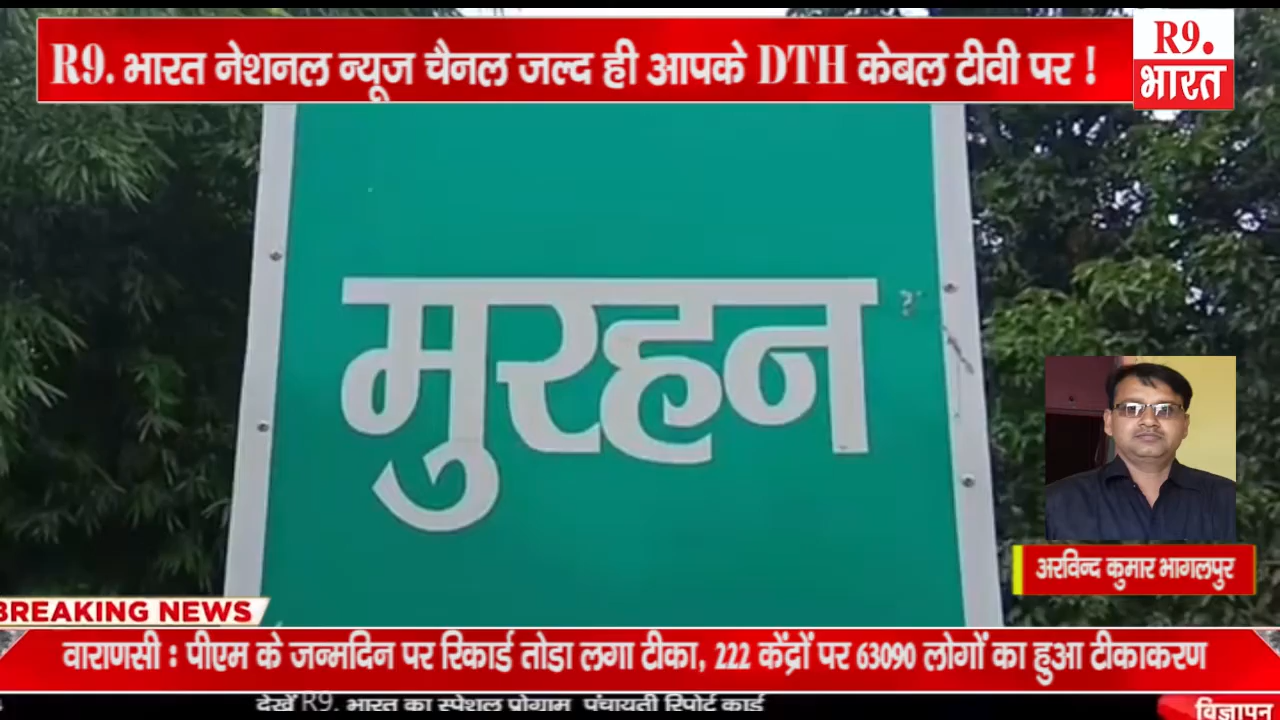 R9. भारत नेशनल न्यूज चैनल जल्द ही आपके DTH केबल टीवी पर !
R9.
भारत
मुरहन
अरविन्द कुमार भागलपुर
BREAKING NEWS
वाराणसी : पीएम के जन्मदिन पर रिकार्ड तोडा लगा टीका, 222 केंद्रों पर 63090 लोगों का हुआ टीकाकरण
देखें R9. भारत का स्पेशल प्रोग्राम पंचायती रिपोर्ट कार्ड
विज्ञापन